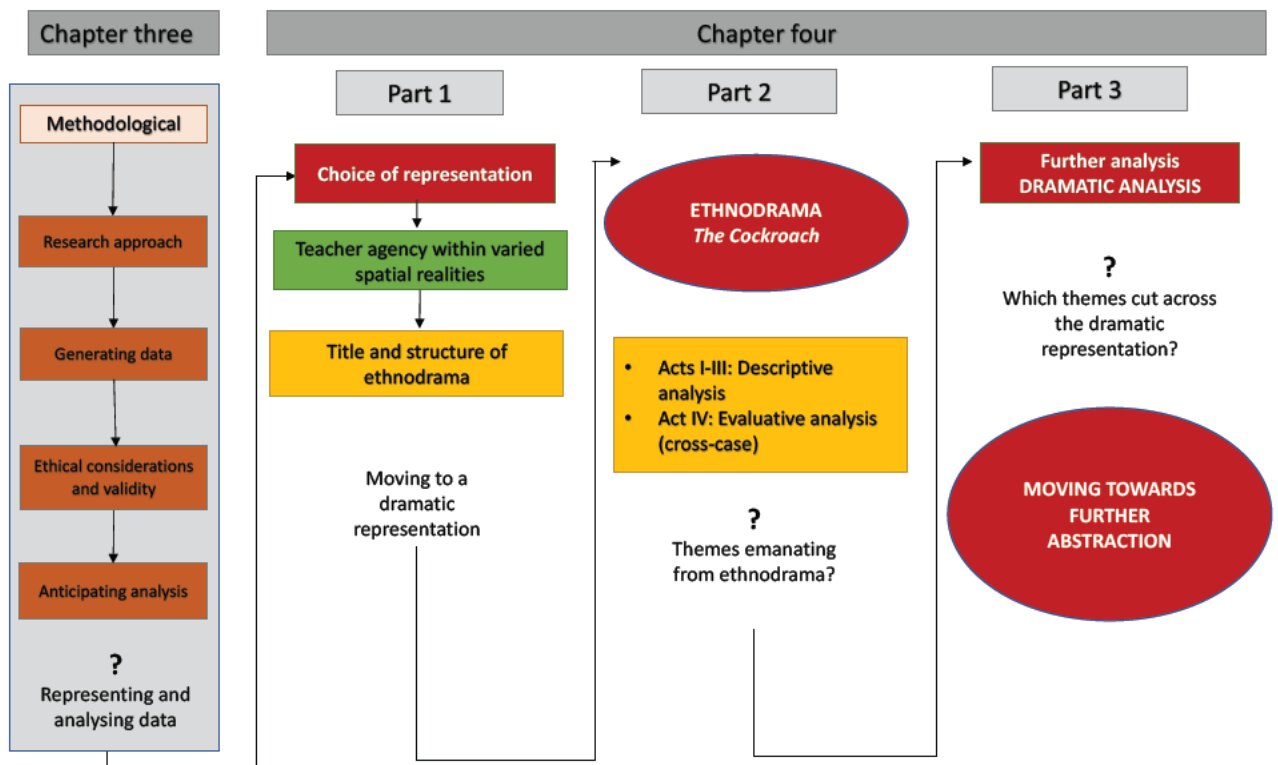 Chapter three
Chapter four
Methodological
Research approach
Generating data
Ethical considerations
and validity
Anticipating analysis
?
Representing and
analysing data
Part 1
Choice of representation
Teacher agency within varied
spatial realities
Title and structure of
ethnodrama
Moving to a
dramatic
representation
Part 2
ETHNODRAMA
The Cockroach
• Acts I-III: Descriptive
analysis
• Act IV: Evaluative analysis
(cross-case)
?
Themes emanating
from ethnodrama?
Part 3
Further analysis
DRAMATIC ANALYSIS
?
Which themes cut across
the dramatic
representation?
MOVING TOWARDS
FURTHER
ABSTRACTION